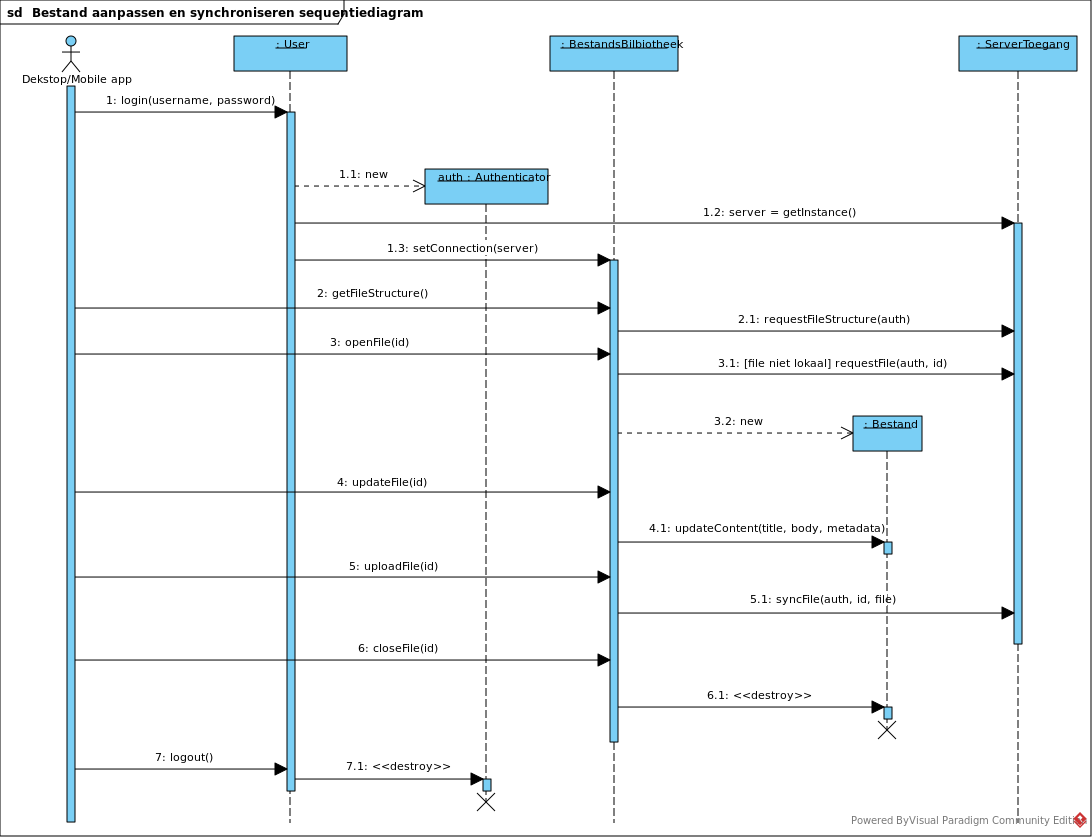 sd Bestand aanpassen en synchroniseren sequentiediagram
: User
: BestandsBilbiotheek
: ServerToegang
Dekstop/Mobile app
1: login(username, password)
1.1: new
auth : Authenticator
1.2: server = getInstance()
1.3: setConnection(server)
2: getFileStructure()
2.1: requestFileStructure(auth)
3: openFile(id)
3.1: [file niet lokaal] requestFile(auth, id)
3.2: new
: Bestand
4: updateFile(id)
4.1: updateContent(title, body, metadata)
5: uploadFile(id)
5.1: syncFile(auth, id, file)
6: closeFile(id)
6.1: <<destroy>>
7: logout()
7.1: <<destroy>>
Powered ByVisual Paradigm Community